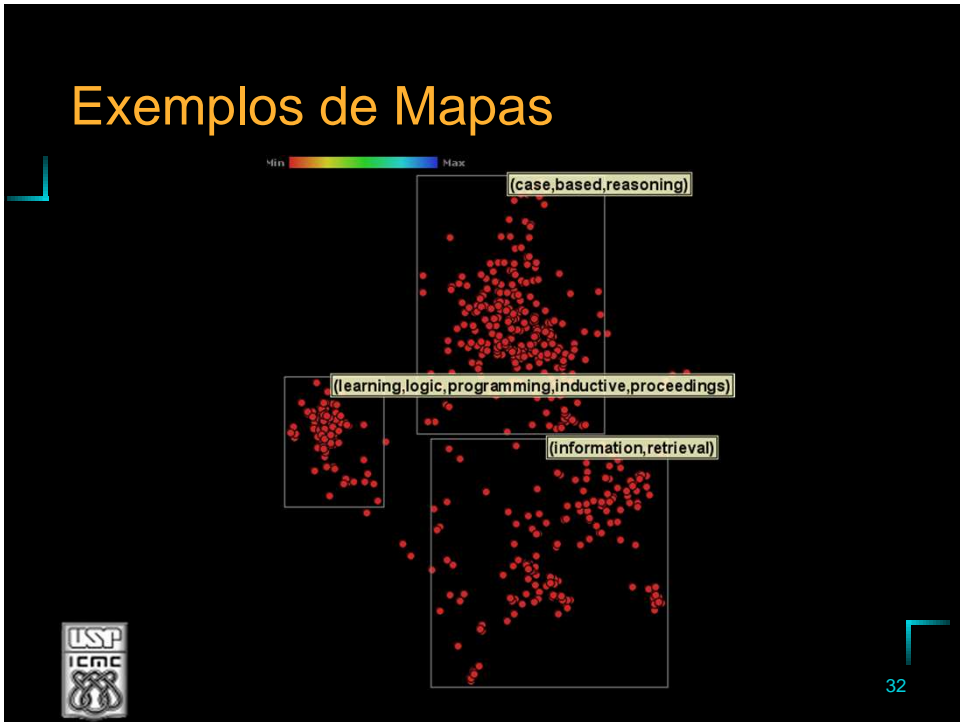 Exemplos de Mapas
Min Max
(case,based,reasoning)
(learning,logic,programming,inductive,proceedings)
(information,retrieval)
USP
ICMC
32